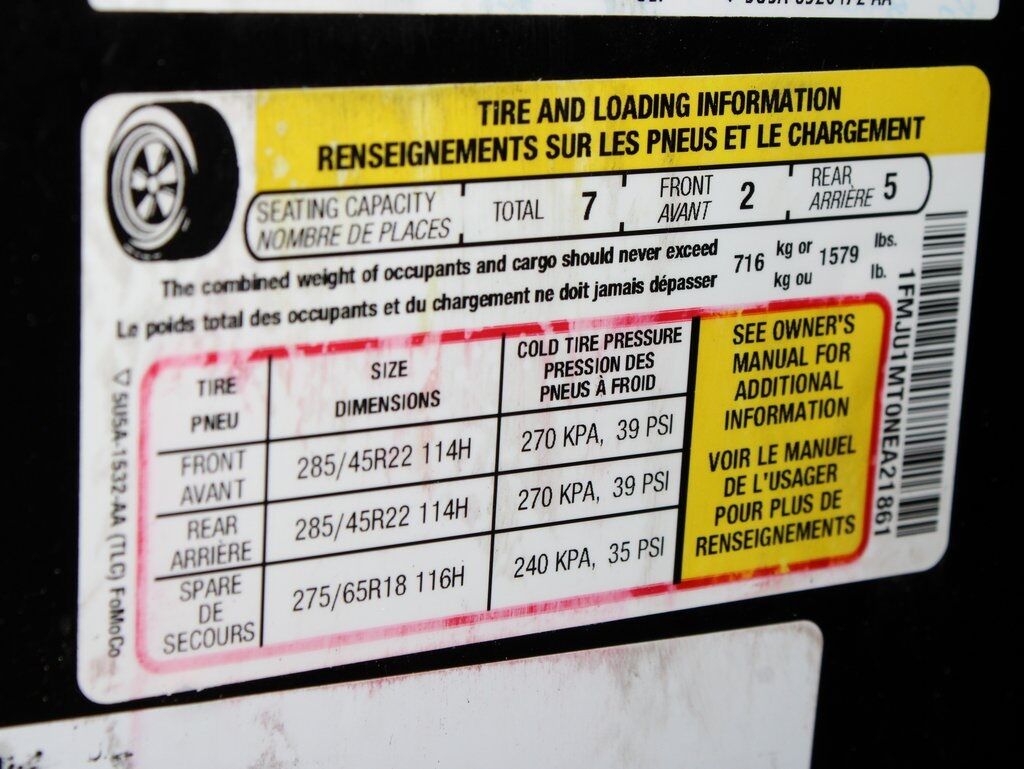 TIRE AND LOADING INFORMATION
RENSEIGNEMENTS SUR LES PNEUS ET LE CHARGEMENT
SEATING CAPACITY
NOMBRE DE PLACES
TOTAL 7
FRONT
AVANT
2
REAR
ARRIÈRE
5
The combined weight of occupants and cargo should never exceed
Le poids total des occupants et du chargement ne doit jamais dépasser
716
kg or
kg ou
1579
lbs.
lb.
TIRE
PNEU
SIZE
DIMENSIONS
COLD TIRE PRESSURE
PRESSION DES
PNEUS À FROID
FRONT
AVANT
285/45R22 114H
270 KPA, 39 PSI
REAR
ARRIÈRE
285/45R22 114H
270 KPA, 39 PSI
SPARE
DE
SECOURS
275/65R18 116H
240 KPA, 35 PSI
SEE OWNER'S
MANUAL FOR
ADDITIONAL
INFORMATION
VOIR LE MANUEL
DE L'USAGER
POUR PLUS DE
RENSEIGNEMENTS
1FMJU1MT0NEA21861
5U5A-1532-AA (TLC) FoMoCo